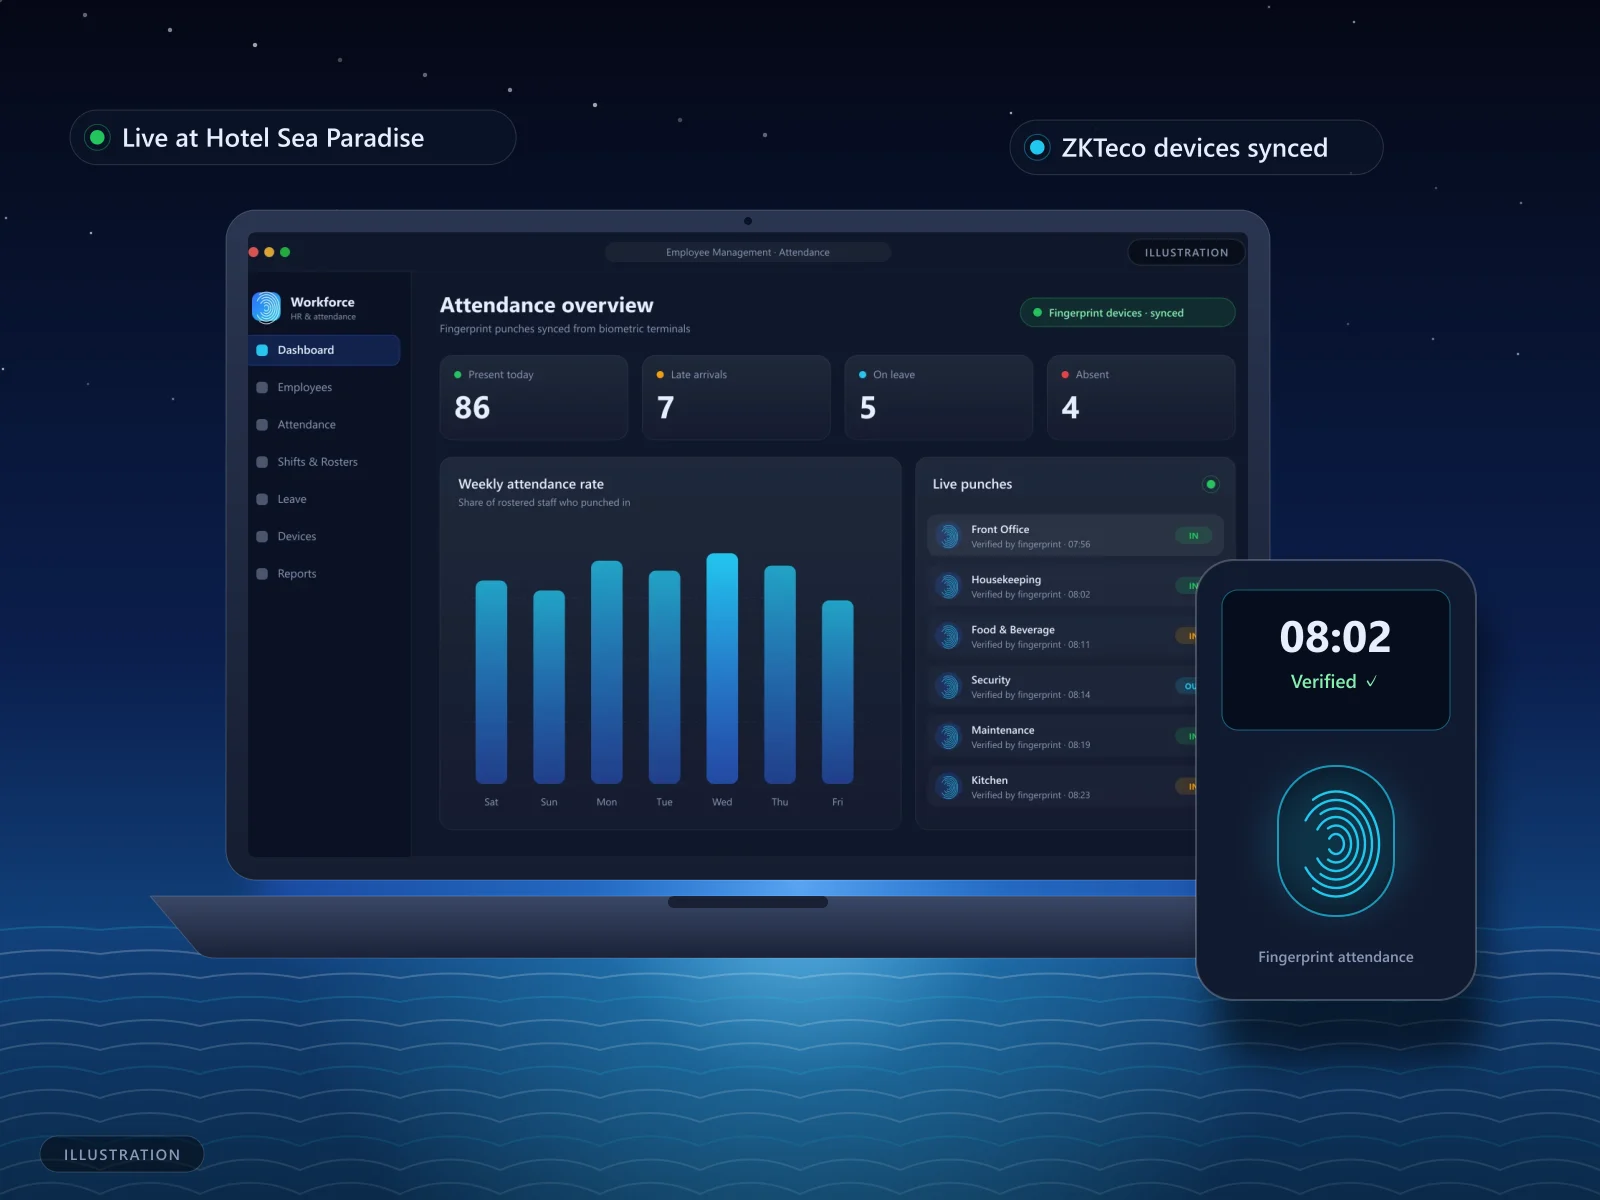 Live at Hotel Sea Paradise
ZKTeco devices synced
Employee Management · Attendance
ILLUSTRATION
Workforce
HR & attendance
Dashboard
Employees
Attendance
Shifts & Rosters
Leave
Devices
Reports
Attendance overview
Fingerprint punches synced from biometric terminals
Fingerprint devices · synced
Present today
86
Late arrivals
7
On leave
5
Absent
4
Weekly attendance rate
Share of rostered staff who punched in
Sat
Sun
Mon
Tue
Wed
Thu
Fri
Live punches
Front Office
Verified by fingerprint · 07:56
IN
Housekeeping
Verified by fingerprint · 08:02
IN
Food & Beverage
Verified by fingerprint · 08:11
Security
Verified by fingerprint · 08:14
Maintenance
Verified by fingerprint · 08:19
Kitchen
Verified by fingerprint · 08:23
08:02
Verified ✓
Fingerprint attendance
ILLUSTRATION